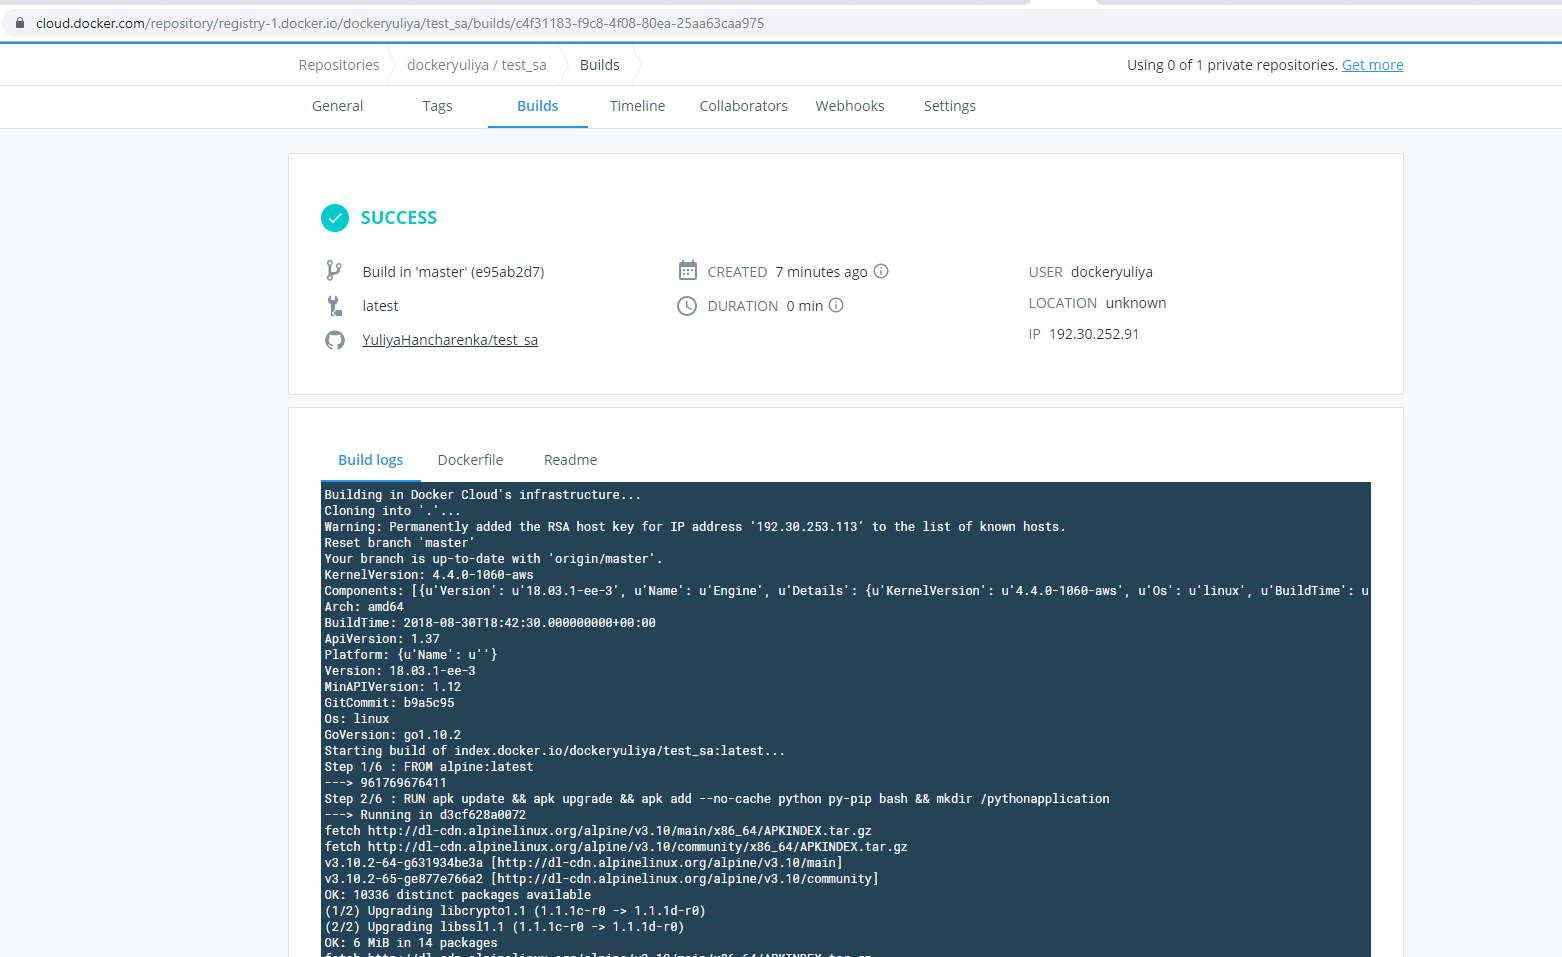 cloud.docker.com/repository/registry-1.docker.io/dockeryuliya/test_sa/builds/c4f31183-f9c8-4f08-80ea-25aa63caa975
Repositories dockeryuliya / test_sa Builds Using 0 of 1 private repositories. Get more
General Tags Builds Timeline Collaborators Webhooks Settings
SUCCESS
Build in 'master' (e95ab2d7) CREATED 7 minutes ago USER dockeryuliya
latest DURATION 0 min LOCATION unknown
YuliyaHancharenka/test_sa IP 192.30.252.91
Build logs Dockerfile Readme
Building in Docker Cloud's infrastructure...
Cloning into '.'...
Warning: Permanently added the RSA host key for IP address '192.30.253.113' to the list of known hosts.
Reset branch 'master'
Your branch is up-to-date with 'origin/master'.
KernelVersion: 4.4.0-1060-aws
Components: [{u'Version': u'18.03.1-ee-3', u'Name': u'Engine', u'Details': {u'KernelVersion': u'4.4.0-1060-aws', u'Os': u'linux', u'BuildTime': u
Arch: amd64
BuildTime: 2018-08-30T18:42:30.000000000+00:00
ApiVersion: 1.37
Platform: {u'Name': u''}
Version: 18.03.1-ee-3
MinAPIVersion: 1.12
GitCommit: b9a5c95
Os: linux
GoVersion: go1.10.2
Starting build of index.docker.io/dockeryuliya/test_sa:latest...
Step 1/6 : FROM alpine:latest
---> 961769676411
Step 2/6 : RUN apk update && apk upgrade && apk add --no-cache python py-pip bash && mkdir /pythonapplication
---> Running in d3cf628a0072
fetch http://dl-cdn.alpinelinux.org/alpine/v3.10/main/x86_64/APKINDEX.tar.gz
fetch http://dl-cdn.alpinelinux.org/alpine/v3.10/community/x86_64/APKINDEX.tar.gz
v3.10.2-64-g631934be3a [http://dl-cdn.alpinelinux.org/alpine/v3.10/main]
v3.10.2-65-ge877e766a2 [http://dl-cdn.alpinelinux.org/alpine/v3.10/community]
OK: 10336 distinct packages available
(1/2) Upgrading libcrypto1.1 (1.1.1c-r0 -> 1.1.1d-r0)
(2/2) Upgrading libssl1.1 (1.1.1c-r0 -> 1.1.1d-r0)
OK: 6 MiB in 14 packages